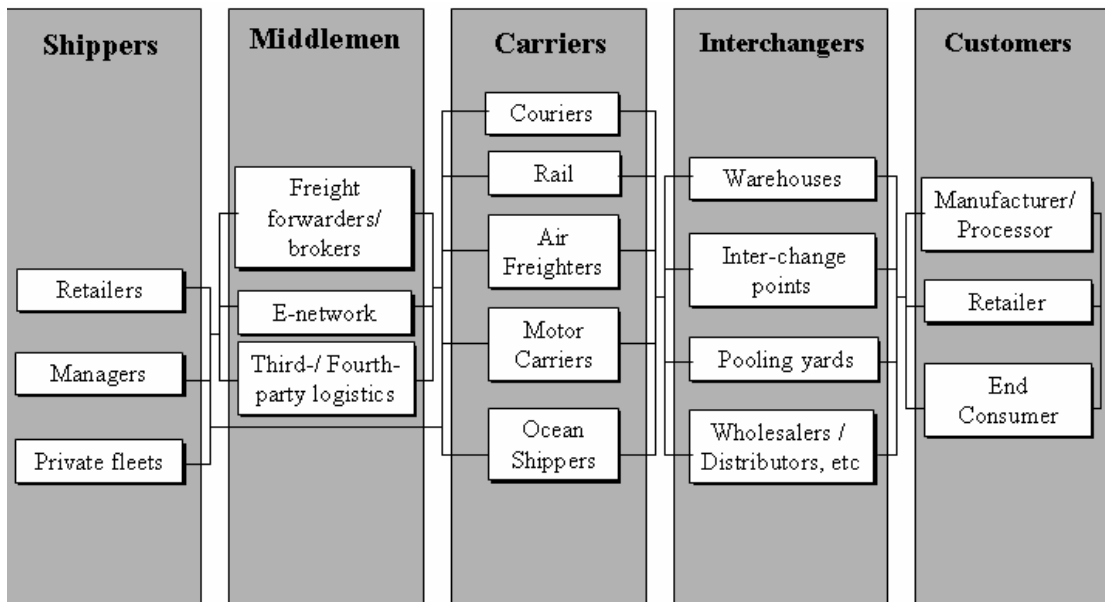 Shippers
Retailers
Managers
Private fleets
Middlemen
Freight
forwarders/
brokers
E-network
Third-/ Fourth-
party logistics
Carriers
Couriers
Rail
Air
Freighters
Motor
Carriers
Ocean
Shippers
Interchangers
Warehouses
Inter-change
points
Pooling yards
Wholesalers /
Distributors, etc
Customers
Manufacturer/
Processor
Retailer
End
Consumer